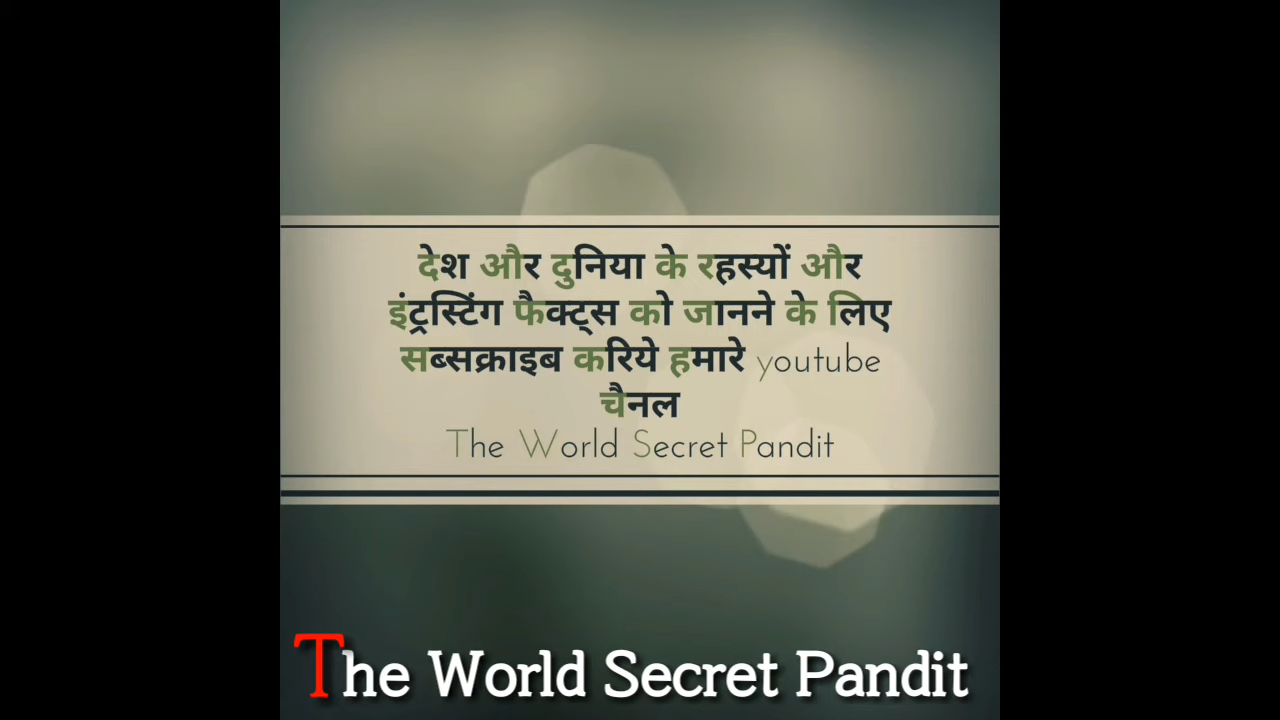 देश और दुनिया के रहस्यों और
इंट्रस्टिंग फैक्ट्स को जानने के लिए
सब्सक्राइब करिये हमारे youtube
चैनल
The World Secret Pandit
The World Secret Pandit